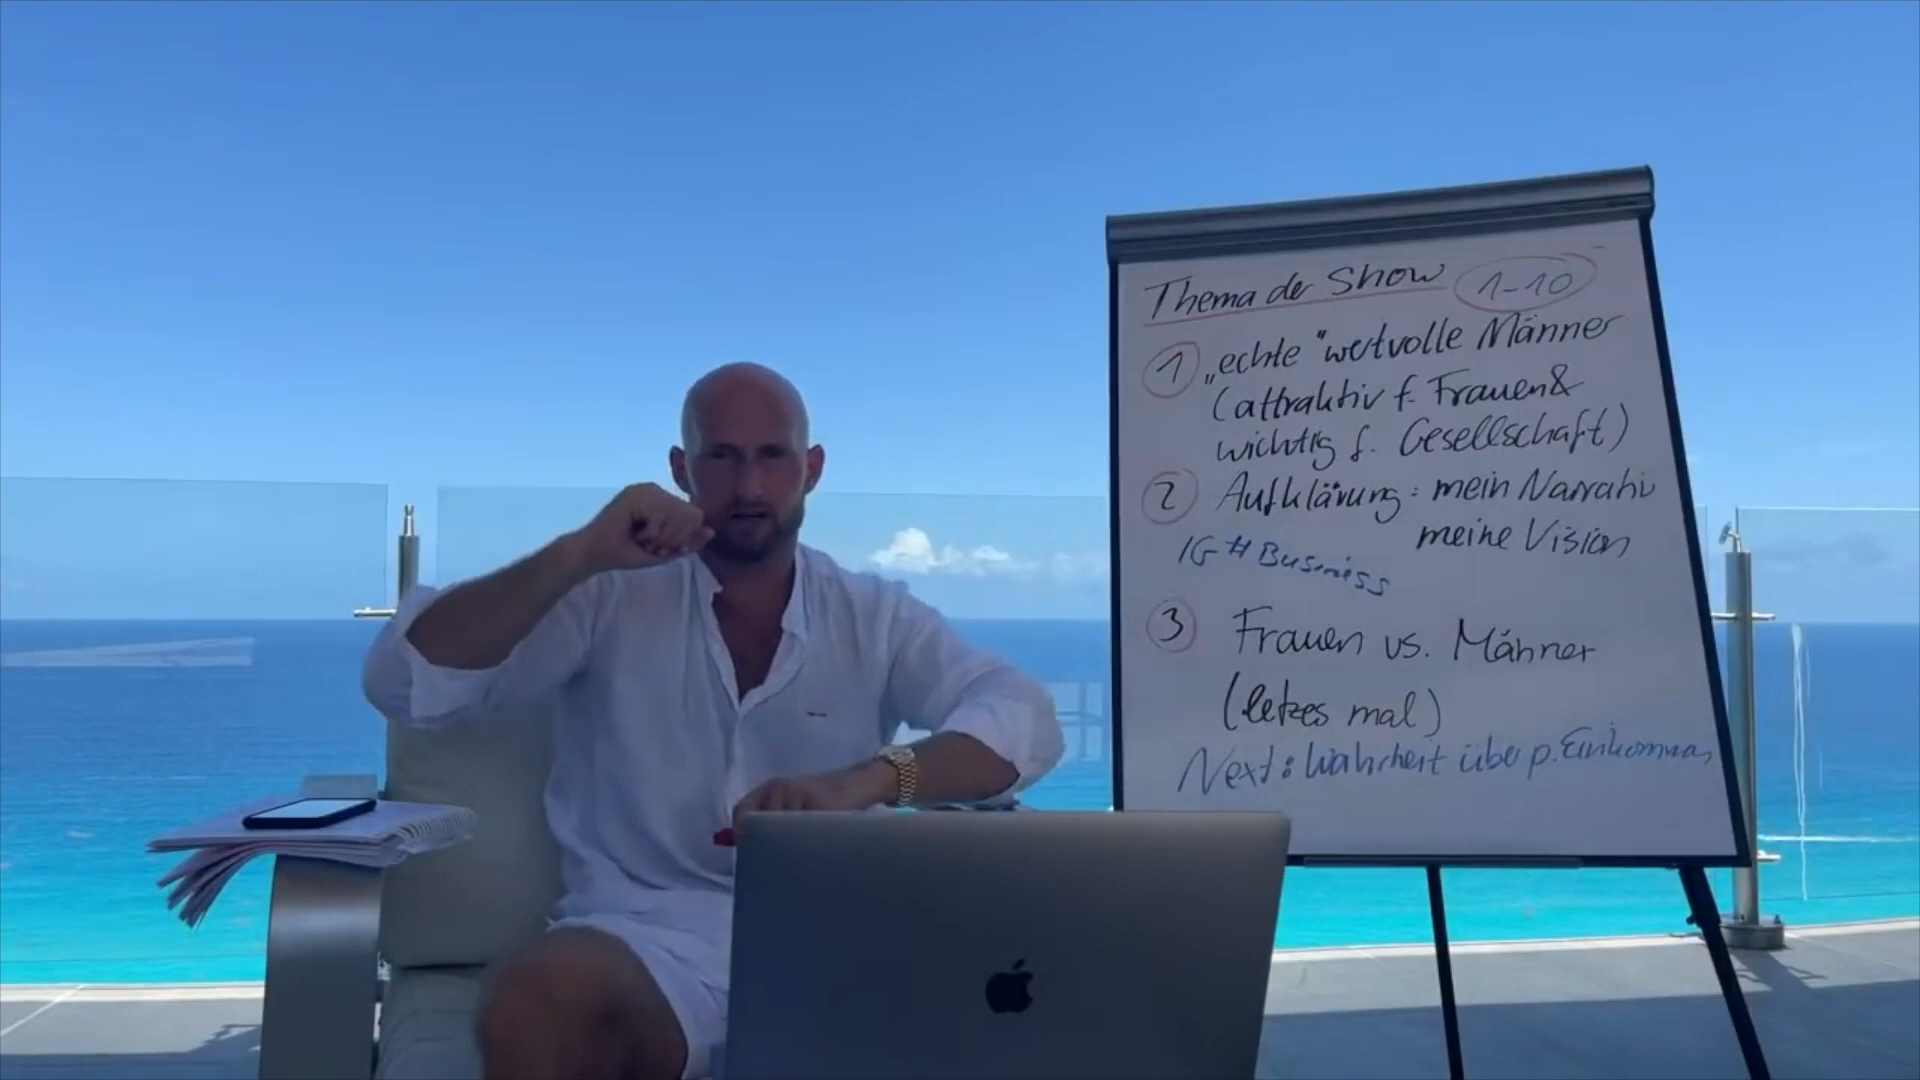 Thema der Show 1-10
1 „echte" wertvolle Männer
(attraktiv f. Frauen &
wichtig f. Gesellschaft)
2 Aufklärung: mein Narrativ
meine Vision
IG # Business
3 Frauen vs. Männer
(letzes mal)
Next: Wahrheit über p. Einkommen